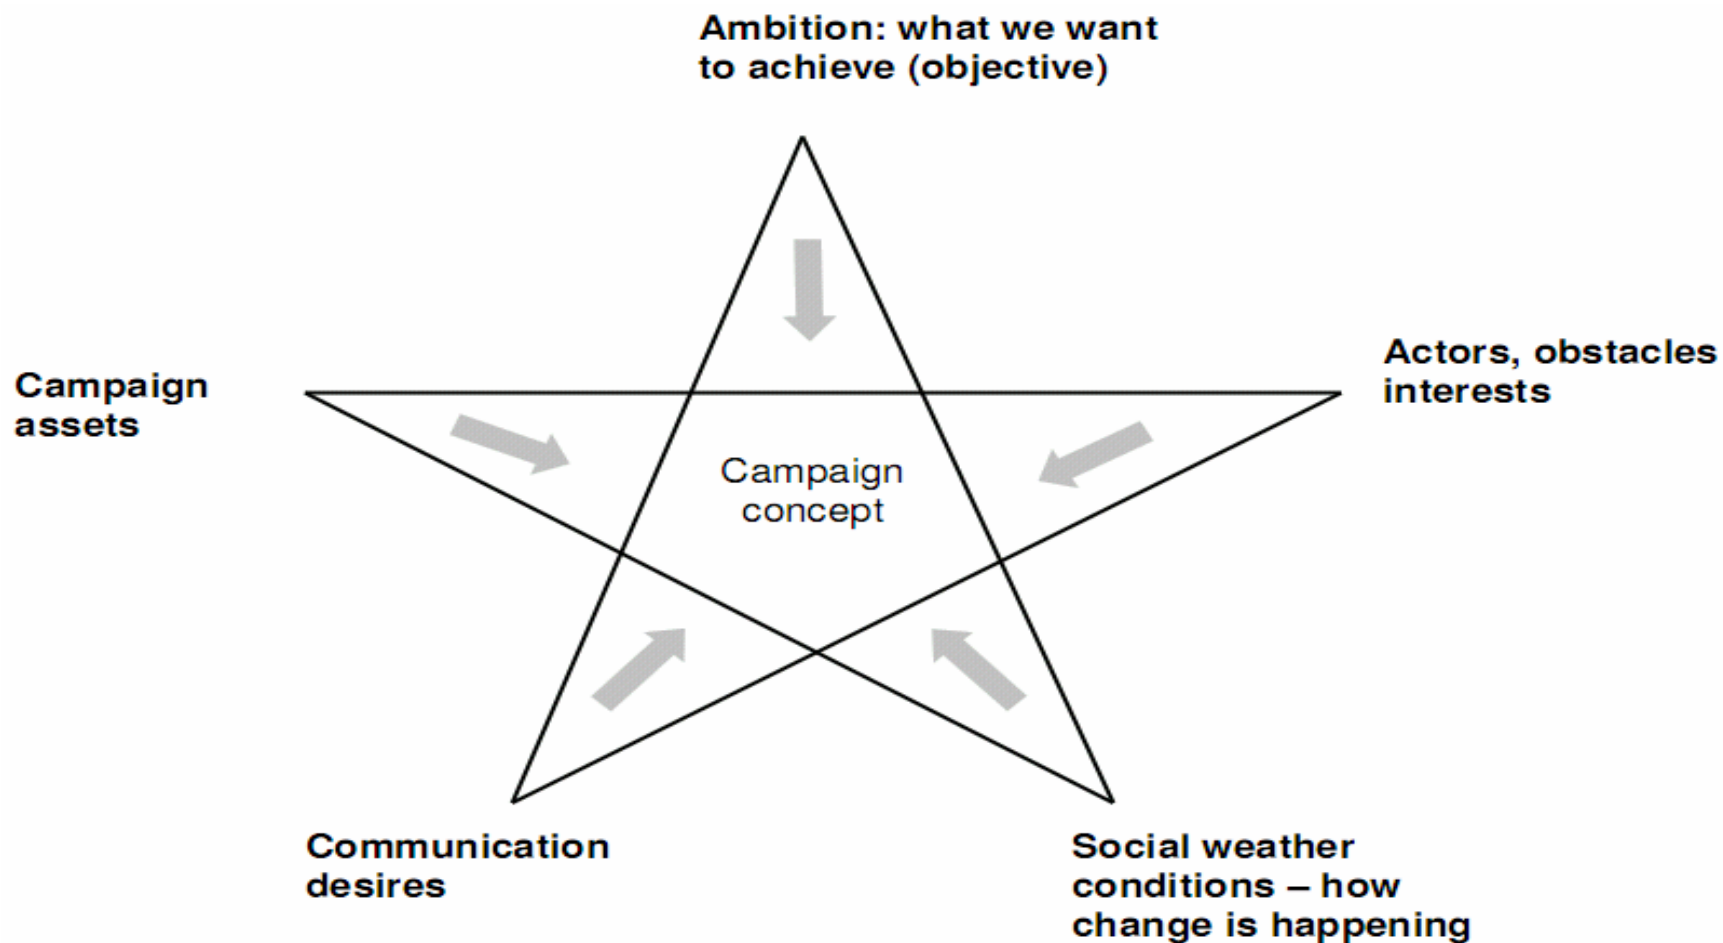 Ambition: what we want
to achieve (objective)
Actors, obstacles
interests
Campaign
assets
Campaign
concept
Communication
desires
Social weather
conditions – how
change is happening